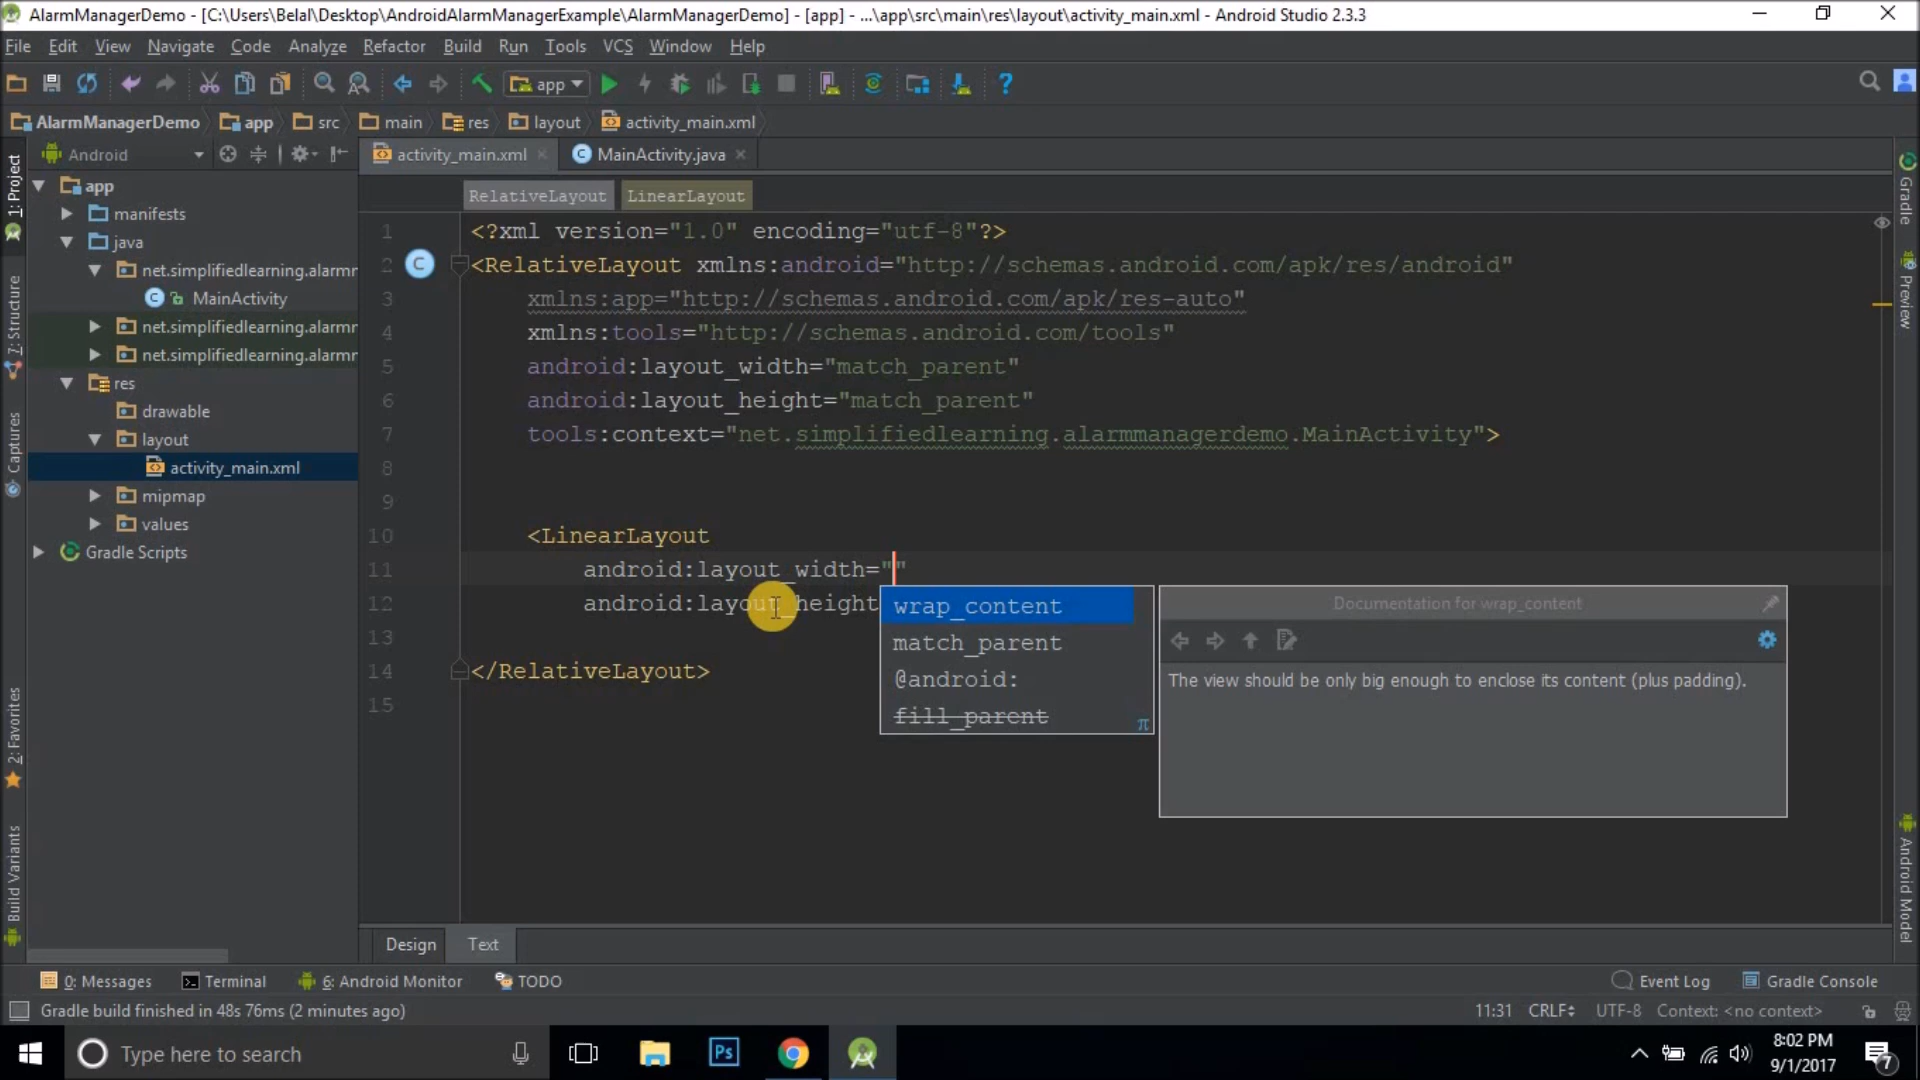 AlarmManagerDemo - [C:\Users\Belal\Desktop\AndroidAlarmManagerExample\AlarmManagerDemo] - [app] - ...\app\src\main\res\layout\activity_main.xml - Android Studio 2.3.3
File Edit View Navigate Code Analyze Refactor Build Run Tools VCS Window Help
app
AlarmManagerDemo app src main res layout activity_main.xml
Android
activity_main.xml
MainActivity.java
RelativeLayout
LinearLayout
1: Project
7: Structure
Captures
2: Favorites
Build Variants
app
manifests
java
net.simplifiedlearning.alarmr
MainActivity
net.simplifiedlearning.alarmr
net.simplifiedlearning.alarmr
res
drawable
layout
activity_main.xml
mipmap
values
Gradle Scripts
1 <?xml version="1.0" encoding="utf-8"?>
2 <RelativeLayout xmlns:android="http://schemas.android.com/apk/res/android"
3 xmlns:app="http://schemas.android.com/apk/res-auto"
4 xmlns:tools="http://schemas.android.com/tools"
5 android:layout_width="match_parent"
6 android:layout_height="match_parent"
7 tools:context="net.simplifiedlearning.alarmmanagerdemo.MainActivity">
8
9
10 <LinearLayout
11 android:layout_width=""
12 android:layout_height
13
14 </RelativeLayout>
15
wrap_content
match_parent
@android:
fill_parent
π
Documentation for wrap_content
The view should be only big enough to enclose its content (plus padding).
Gradle
Preview
Android Model
Design Text
0: Messages Terminal 6: Android Monitor TODO Event Log Gradle Console
Gradle build finished in 48s 76ms (2 minutes ago) 11:31 CRLF UTF-8 Context: <no context>
Type here to search
Ps
8:02 PM
9/1/2017
7